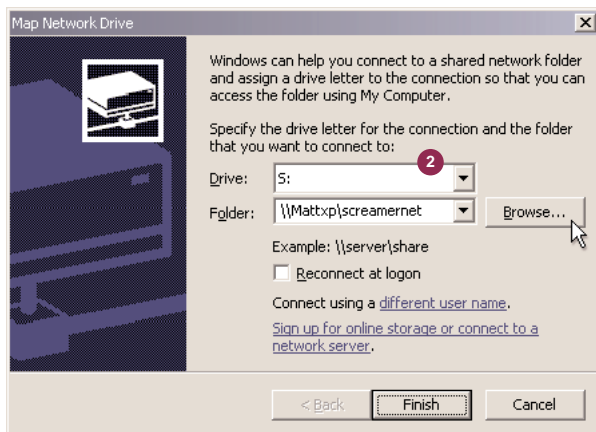 Map Network Drive
Windows can help you connect to a shared network folder
and assign a drive letter to the connection so that you can
access the folder using My Computer.
Specify the drive letter for the connection and the folder
that you want to connect to:
2
Drive: S:
Folder: \\Mattxp\screamernet Browse...
Example: \\server\share
Reconnect at logon
Connect using a different user name.
Sign up for online storage or connect to a
network server.
< Back Finish Cancel